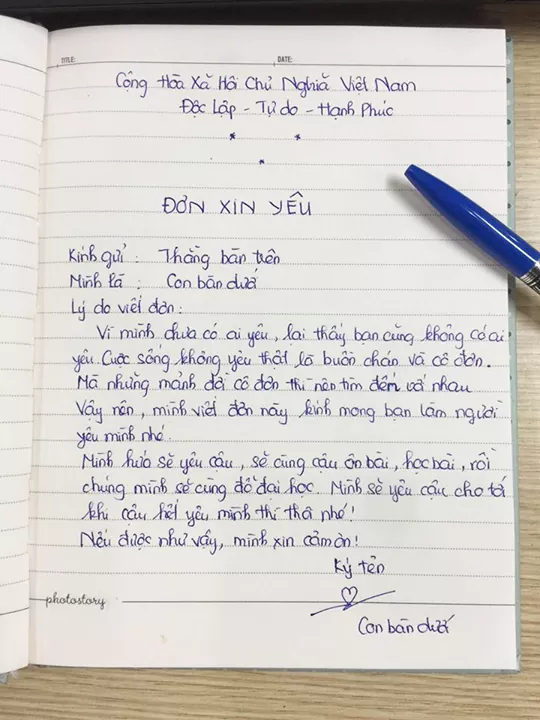 TITLE: DATE:
Cộng Hòa Xã Hội Chủ Nghĩa Việt Nam
Độc Lập - Tự do - Hạnh Phúc
* *
*
ĐƠN XIN YÊU
Kính gửi : Thằng bàn trên
Mình là : Con bàn dưới
Lý do viết đơn :
Vì mình chưa có ai yêu, lại thấy bạn cũng không có ai
yêu. Cuộc sống không yêu thật là buồn chán và cô đơn.
Mà những mảnh đời cô đơn thì nên tìm đến với nhau
Vậy nên, mình viết đơn này kính mong bạn làm người
yêu mình nhé.
Mình hứa sẽ yêu cậu, sẽ cùng cậu ôn bài, học bài, rồi
chúng mình sẽ cùng đỗ đại học. Mình sẽ yêu cậu cho tới
khi cậu hết yêu mình thì thôi nhé!
Nếu được như vậy, mình xin cảm ơn!
Ký tên
photostory
Con bàn dưới